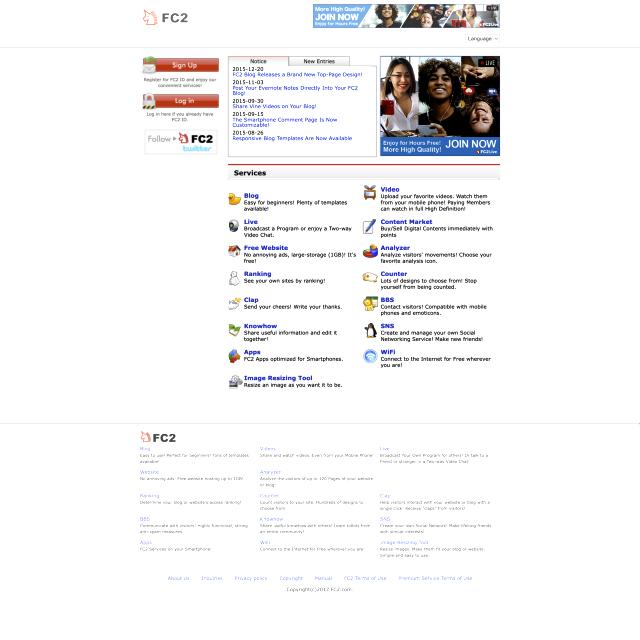 FC2
More High Quality!
JOIN NOW
Enjoy for Hours Free
FC2Live
Language
Sign Up
Register for FC2 ID and enjoy our
convenient services!
Log in
Log in here if you already have
FC2 ID.
Follow FC2
twitter
Notice
New Entries
2015-12-20
FC2 Blog Releases a Brand New Top-Page Design!
2015-11-03
Post Your Evernote Notes Directly Into Your FC2
Blog!
2015-09-30
Share Vine Videos on Your Blog!
2015-09-15
The Smartphone Comment Page Is Now
Customizable!
2015-08-26
Responsive Blog Templates Are Now Available
LIVE
Enjoy for Hours Free!
More High Quality!
JOIN NOW
FC2Live
Services
Blog
Easy for beginners! Plenty of templates
available!
Video
Upload your favorite videos. Watch them
from your mobile phone! Paying Members
can watch in full High Definition!
Live
Broadcast a Program or enjoy a Two-way
Video Chat.
Content Market
Buy/Sell Digital Contents immediately with
points
Free Website
No annoying ads, large-storage (1GB)! It's
free!
Analyzer
Analyze visitors' movements! Choose your
favorite analysis icon.
Ranking
See your own sites by ranking!
Counter
Lots of designs to choose from! Stop
yourself from being counted.
Clap
Send your cheers! Write your thanks.
BBS
Contact visitors! Compatible with mobile
phones and emoticons.
Knowhow
Share useful information and edit it
together!
SNS
Create and manage your own Social
Networking Service! Make new friends!
Apps
FC2 Apps optimized for Smartphones.
WiFi
Connect to the Internet for Free wherever
you are!
Image Resizing Tool
Resize an image as you want it to be.
FC2
Blog
Easy to use! Perfect for beginners! Tons of templates
available!
Videos
Share and watch videos. Even from your Mobile Phone
Live
Broadcast Your Own Program for others! Or talk to a
friend or stranger in a Two-way Video Chat!
Website
No annoying ads. Free website hosting up to 1GB!
Analyzer
Analyze the visitors of up to 120 Pages of your website
or blog!
Ranking
Determine your blog or websites access ranking!
Counter
Count visitors to your site. Hundreds of designs to
choose from
Clap
Help visitors interact with your website or blog with a
single click! Receive "claps" from visitors!
BBS
Communicate with visitors! Highly functional, strong
anti-spam measures
Knowhow
SNS
Create your own Social Network! Make lifelong friends
with similar interests!
Apps
FC2 Services on your Smartphone
WiFi
Connect to the Internet for Free wherever you are
Image Resizing Tool
Resize images. Make them fit your blog or website.
Simple and easy to use
About Us
Inquiries
Privacy policy
Copyright
Manual
FC2 Terms of Use
Premium Service Terms of Use
Copyright(c)2012 FC2.com